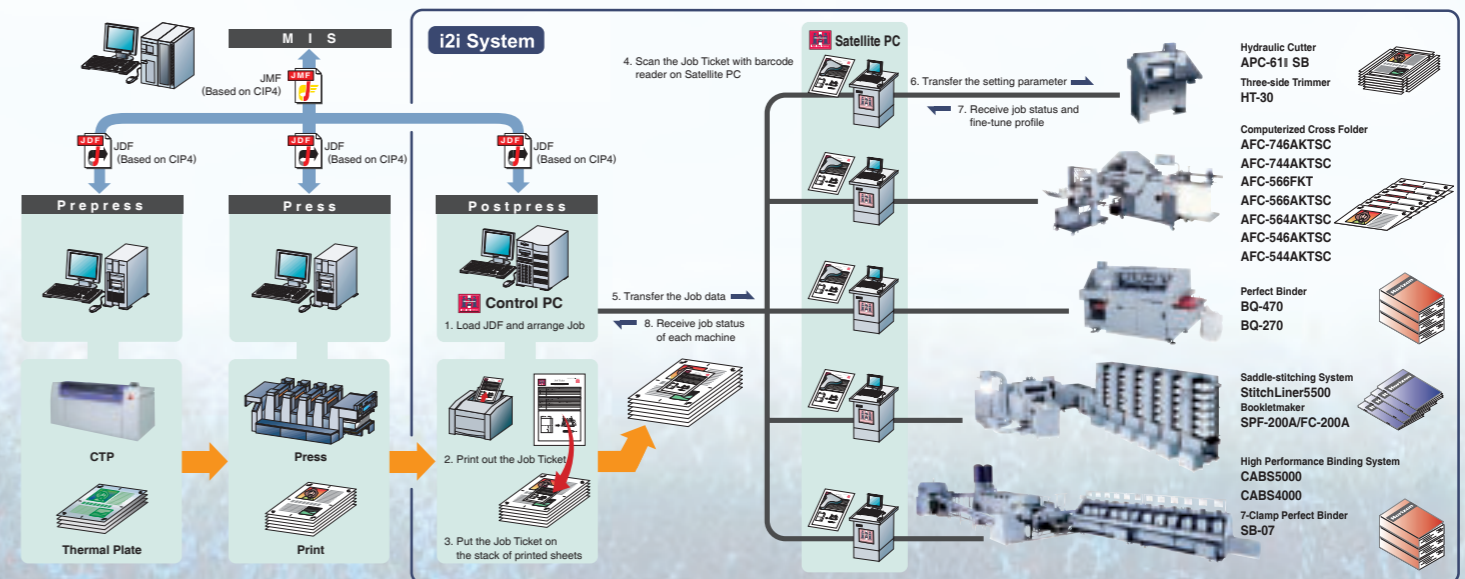 M I S
JMF
JMF
(Based on CIP4)
JDF
JDF
(Based on CIP4)
JDF
JDF
(Based on CIP4)
JDF
JDF
(Based on CIP4)
Prepress
CTP
Thermal Plate
Press
Press
Print
i2i System
Postpress
Control PC
1. Load JDF and arrange Job
2. Print out the Job Ticket
3. Put the Job Ticket on
the stack of printed sheets
4. Scan the Job Ticket with barcode
reader on Satellite PC
5. Transfer the Job data
8. Receive job status
of each machine
Satellite PC
6. Transfer the setting parameter
7. Receive job status and
fine-tune profile
Hydraulic Cutter
APC-61Ⅱ SB
Three-side Trimmer
HT-30
Computerized Cross Folder
AFC-746AKTSC
AFC-744AKTSC
AFC-566FKT
AFC-566AKTSC
AFC-564AKTSC
AFC-546AKTSC
AFC-544AKTSC
Perfect Binder
BQ-470
BQ-270
Horizon
Saddle-stitching System
StitchLiner5500
Bookletmaker
SPF-200A/FC-200A
Horizon
High Performance Binding System
CABS5000
CABS4000
7-Clamp Perfect Binder
SB-07
Horizon